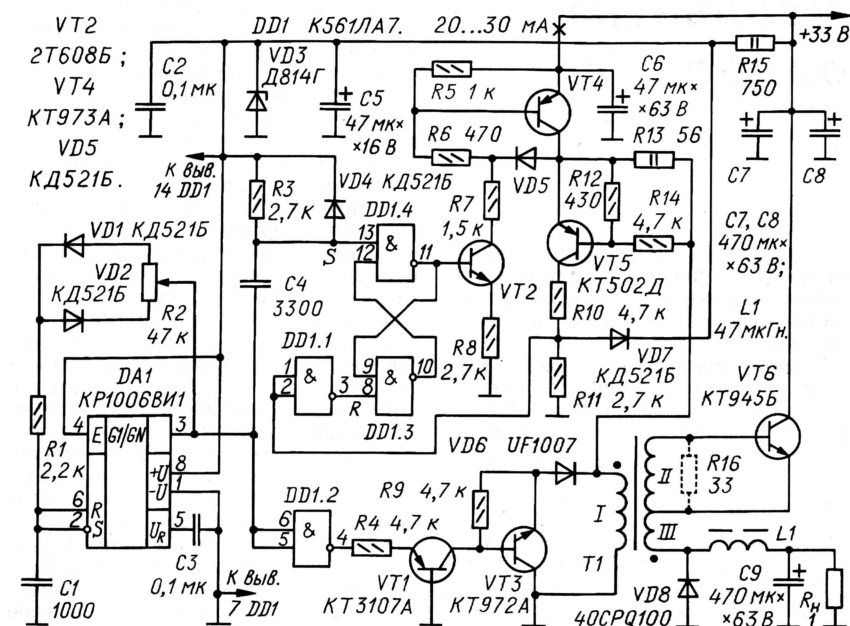 VT2
2Т608Б;
VT4
КТ973А;
VD5
КД521Б.
DD1 К561ЛА7.
20...30 мА
+33 В
C2
0,1 мк
VD3
Д814Г
C5
47 мк×
×16 В
R5 1 к
VT4
C6
47 мк×
×63 В
R15
750
R6 470
R13 56
C7
C8
К выв.
14 DD1
R3
2,7 к
VD4 КД521Б
VD5
R12
430
R14
4,7 к
R7
1,5 к
DD1.4
13
12
&
11
S
VT2
VT5
КТ502Д
C7, C8
470 мк×
×63 В;
L1
47 мкГн.
VD1 КД521Б
VD2
КД521Б
R2
47 к
C4
3300
R10
4,7 к
DD1.1
1
2
&
3
R
9
8
&
10
DD1.3
R8
2,7 к
VD7
КД521Б
R11 2,7 к
VT6
КТ945Б
DA1
КР1006ВИ1
4
E
G1/GN
3
+U
8
-U
1
6
R
2
S
UR
5
R1
2,2 к
C3
0,1 мк
C1
1000
К выв.
7 DD1
DD1.2
6
5
&
4
R4 4,7 к
R9 4,7 к
VD6 UF1007
VT1
КТ3107А
VT3
КТ972А
I
II
III
T1
R16
33
VD8
40CPQ100
L1
C9
470 мк×
×63 В
Rн
1